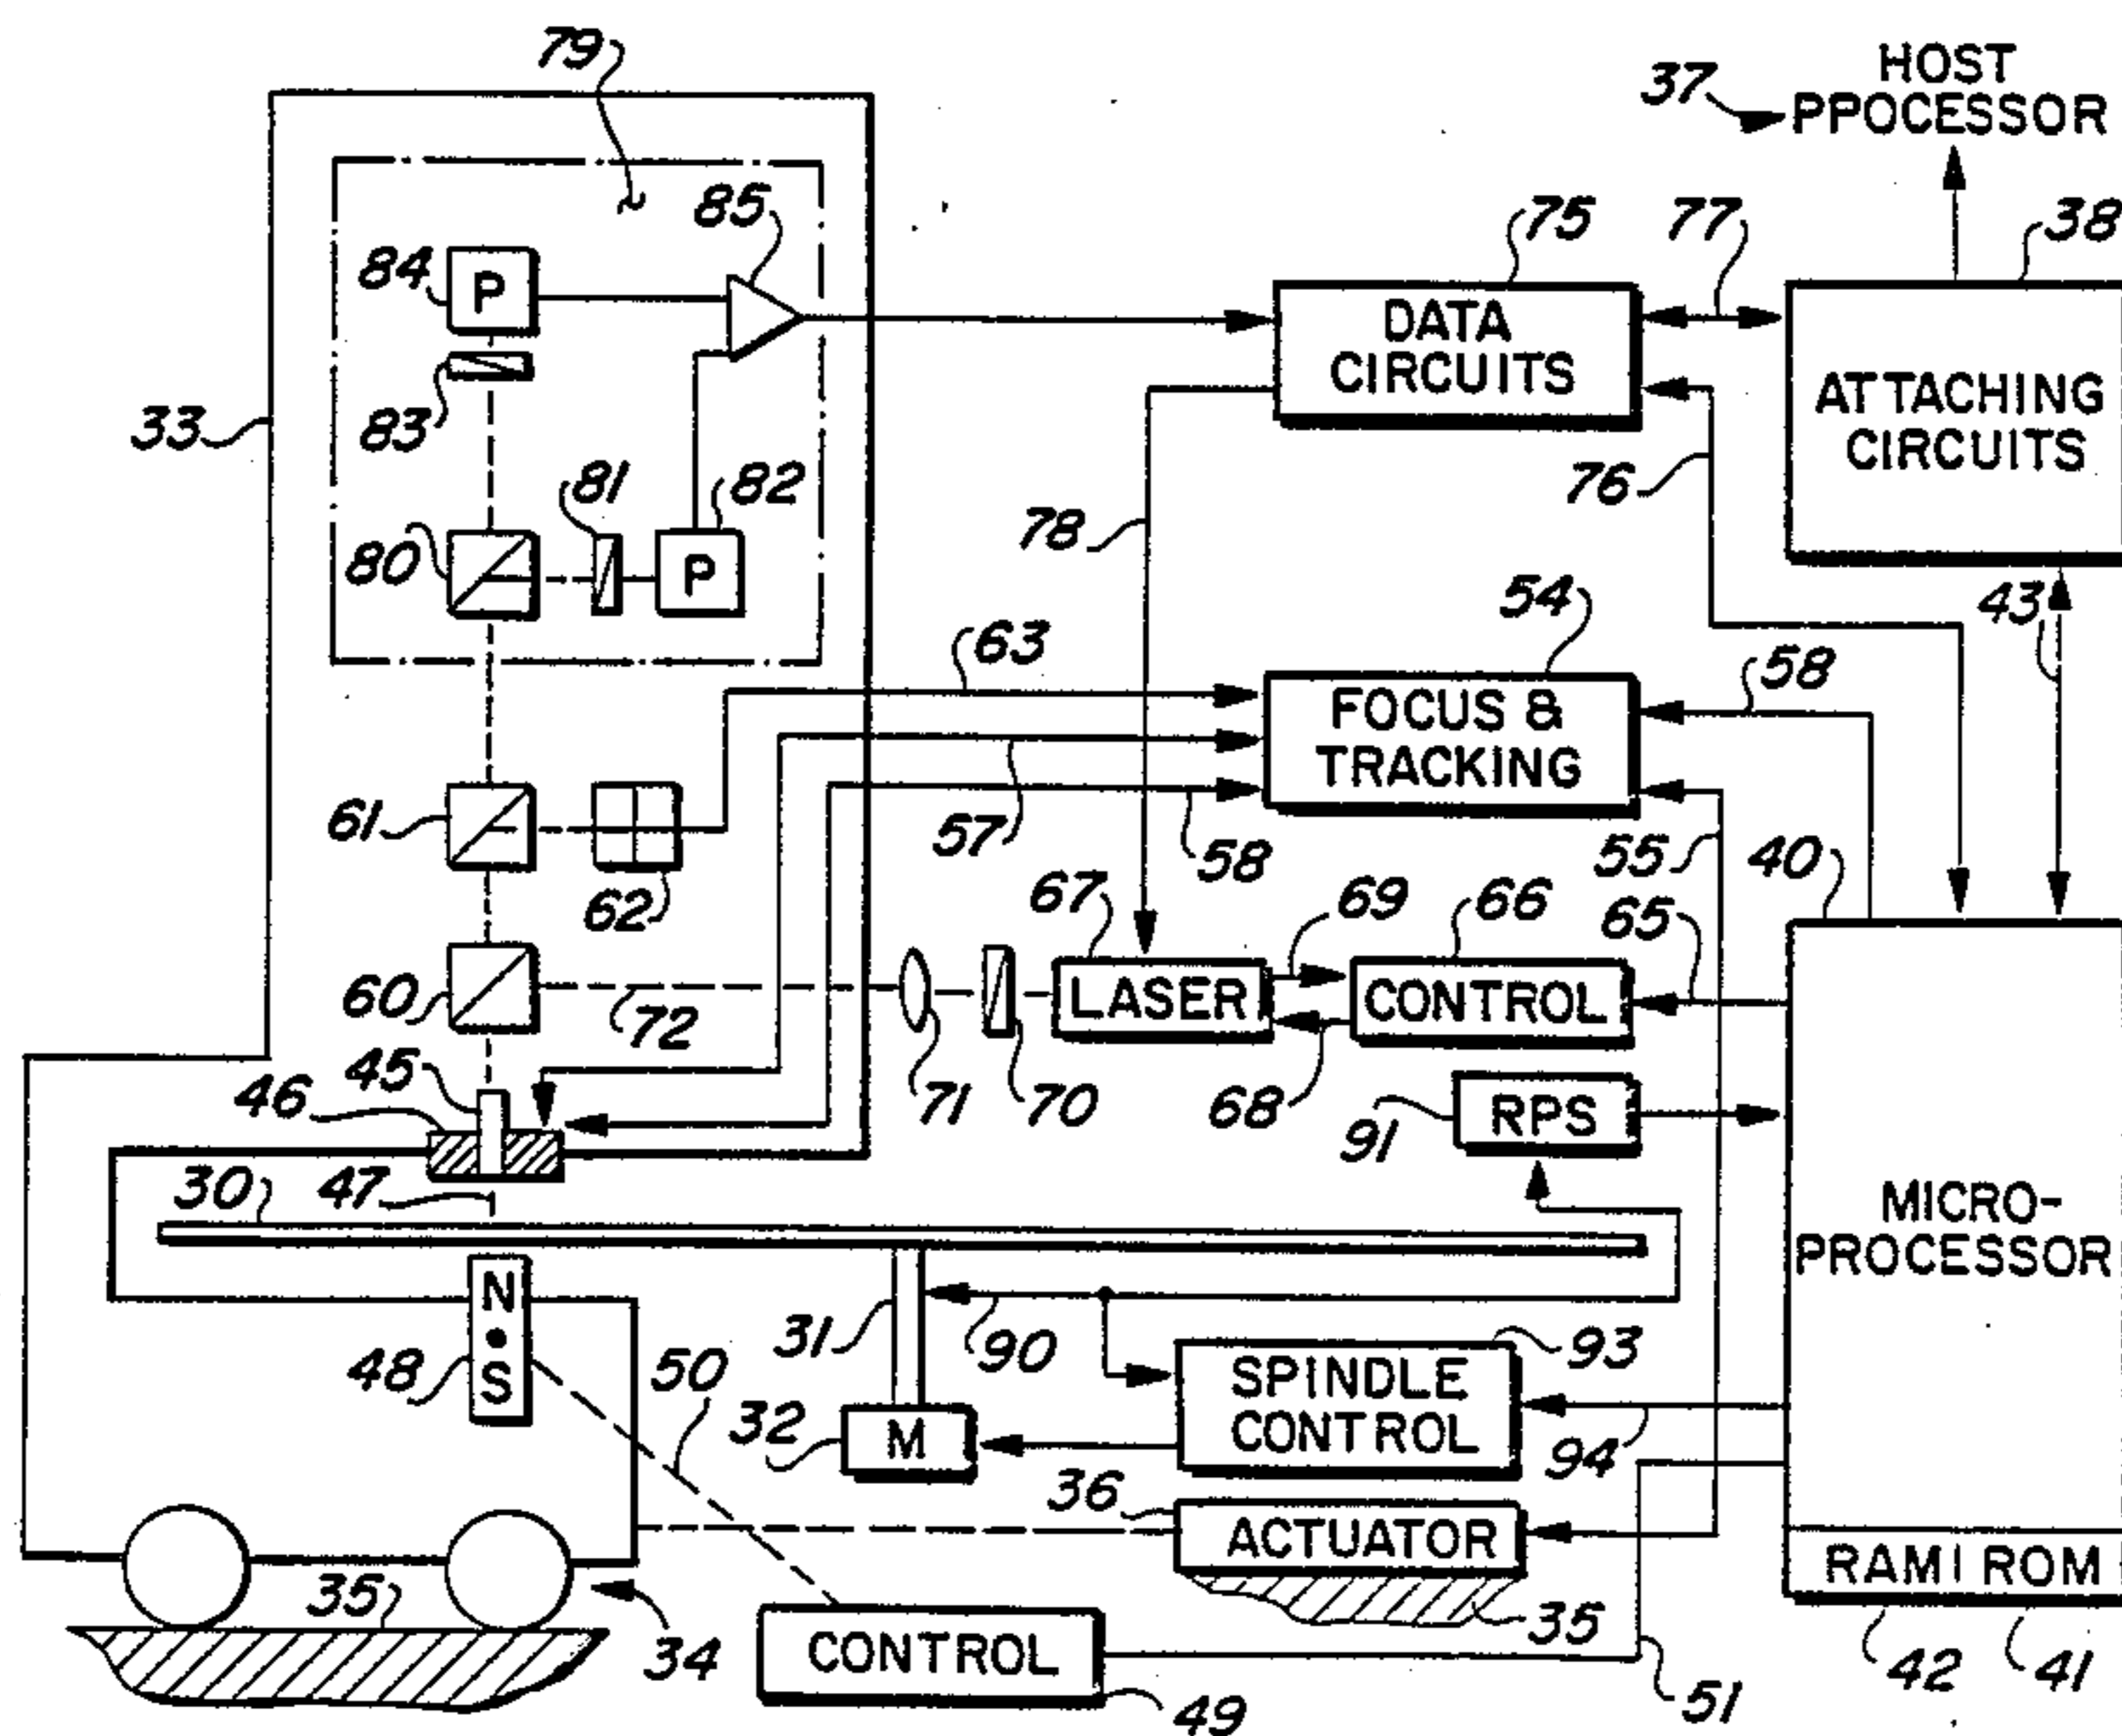 79
37
HOST
PPOCESSOR
85
75
77
38
84
P
DATA
CIRCUITS
33
83
ATTACHING
CIRCUITS
81
82
76
78
80
P
54
43
63
58
FOCUS &
TRACKING
61
57
58
55
40
62
67
69
66
65
60
72
LASER
CONTROL
45
46
71
70
68
RPS
91
30
47
MICRO-
PROCESSOR
N
S
48
31
90
93
50
SPINDLE
CONTROL
32
M
94
36
ACTUATOR
RAM I ROM
35
35
34
CONTROL
42
41
51
49